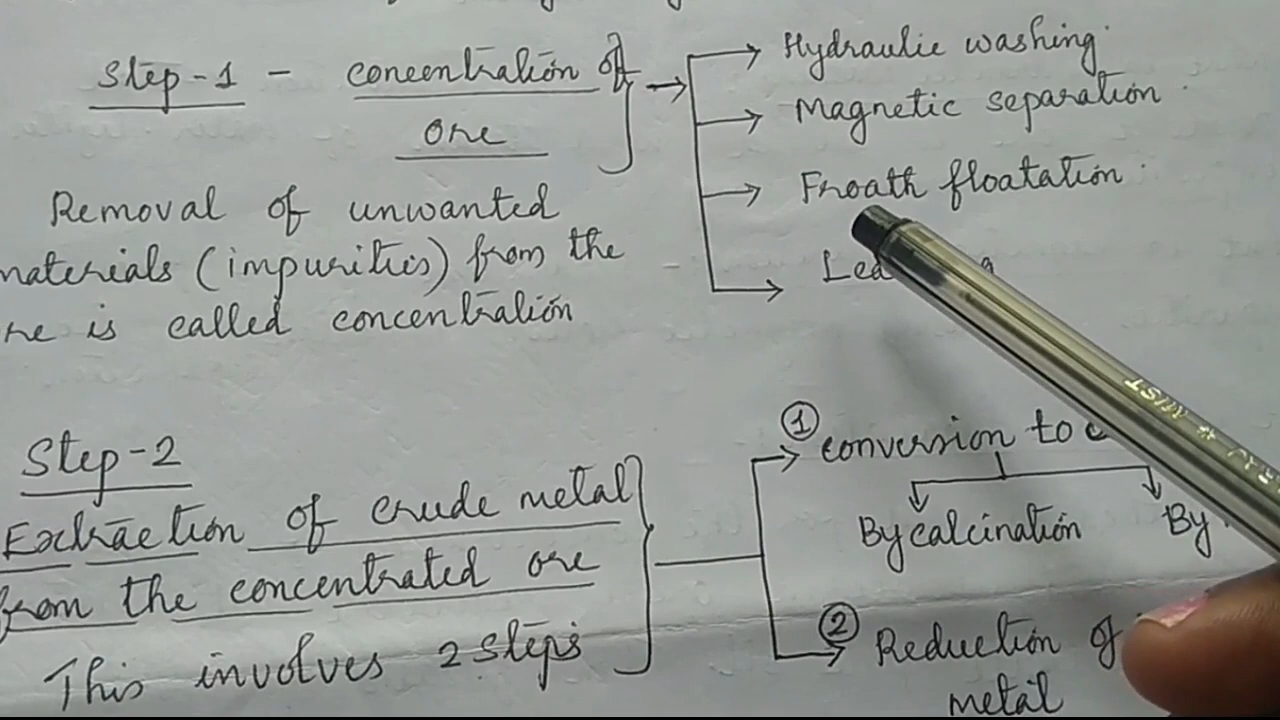 Step-1 - concentration of
ore
Removal of unwanted
materials (impurities) from the
is called concentration
Hydraulic washing
Magnetic separation
Froath floatation
Step-2
Extraction of crude metal
from the concentrated ore
This involves 2 steps
① conversion to
By calcination By
② Reduction of
metal